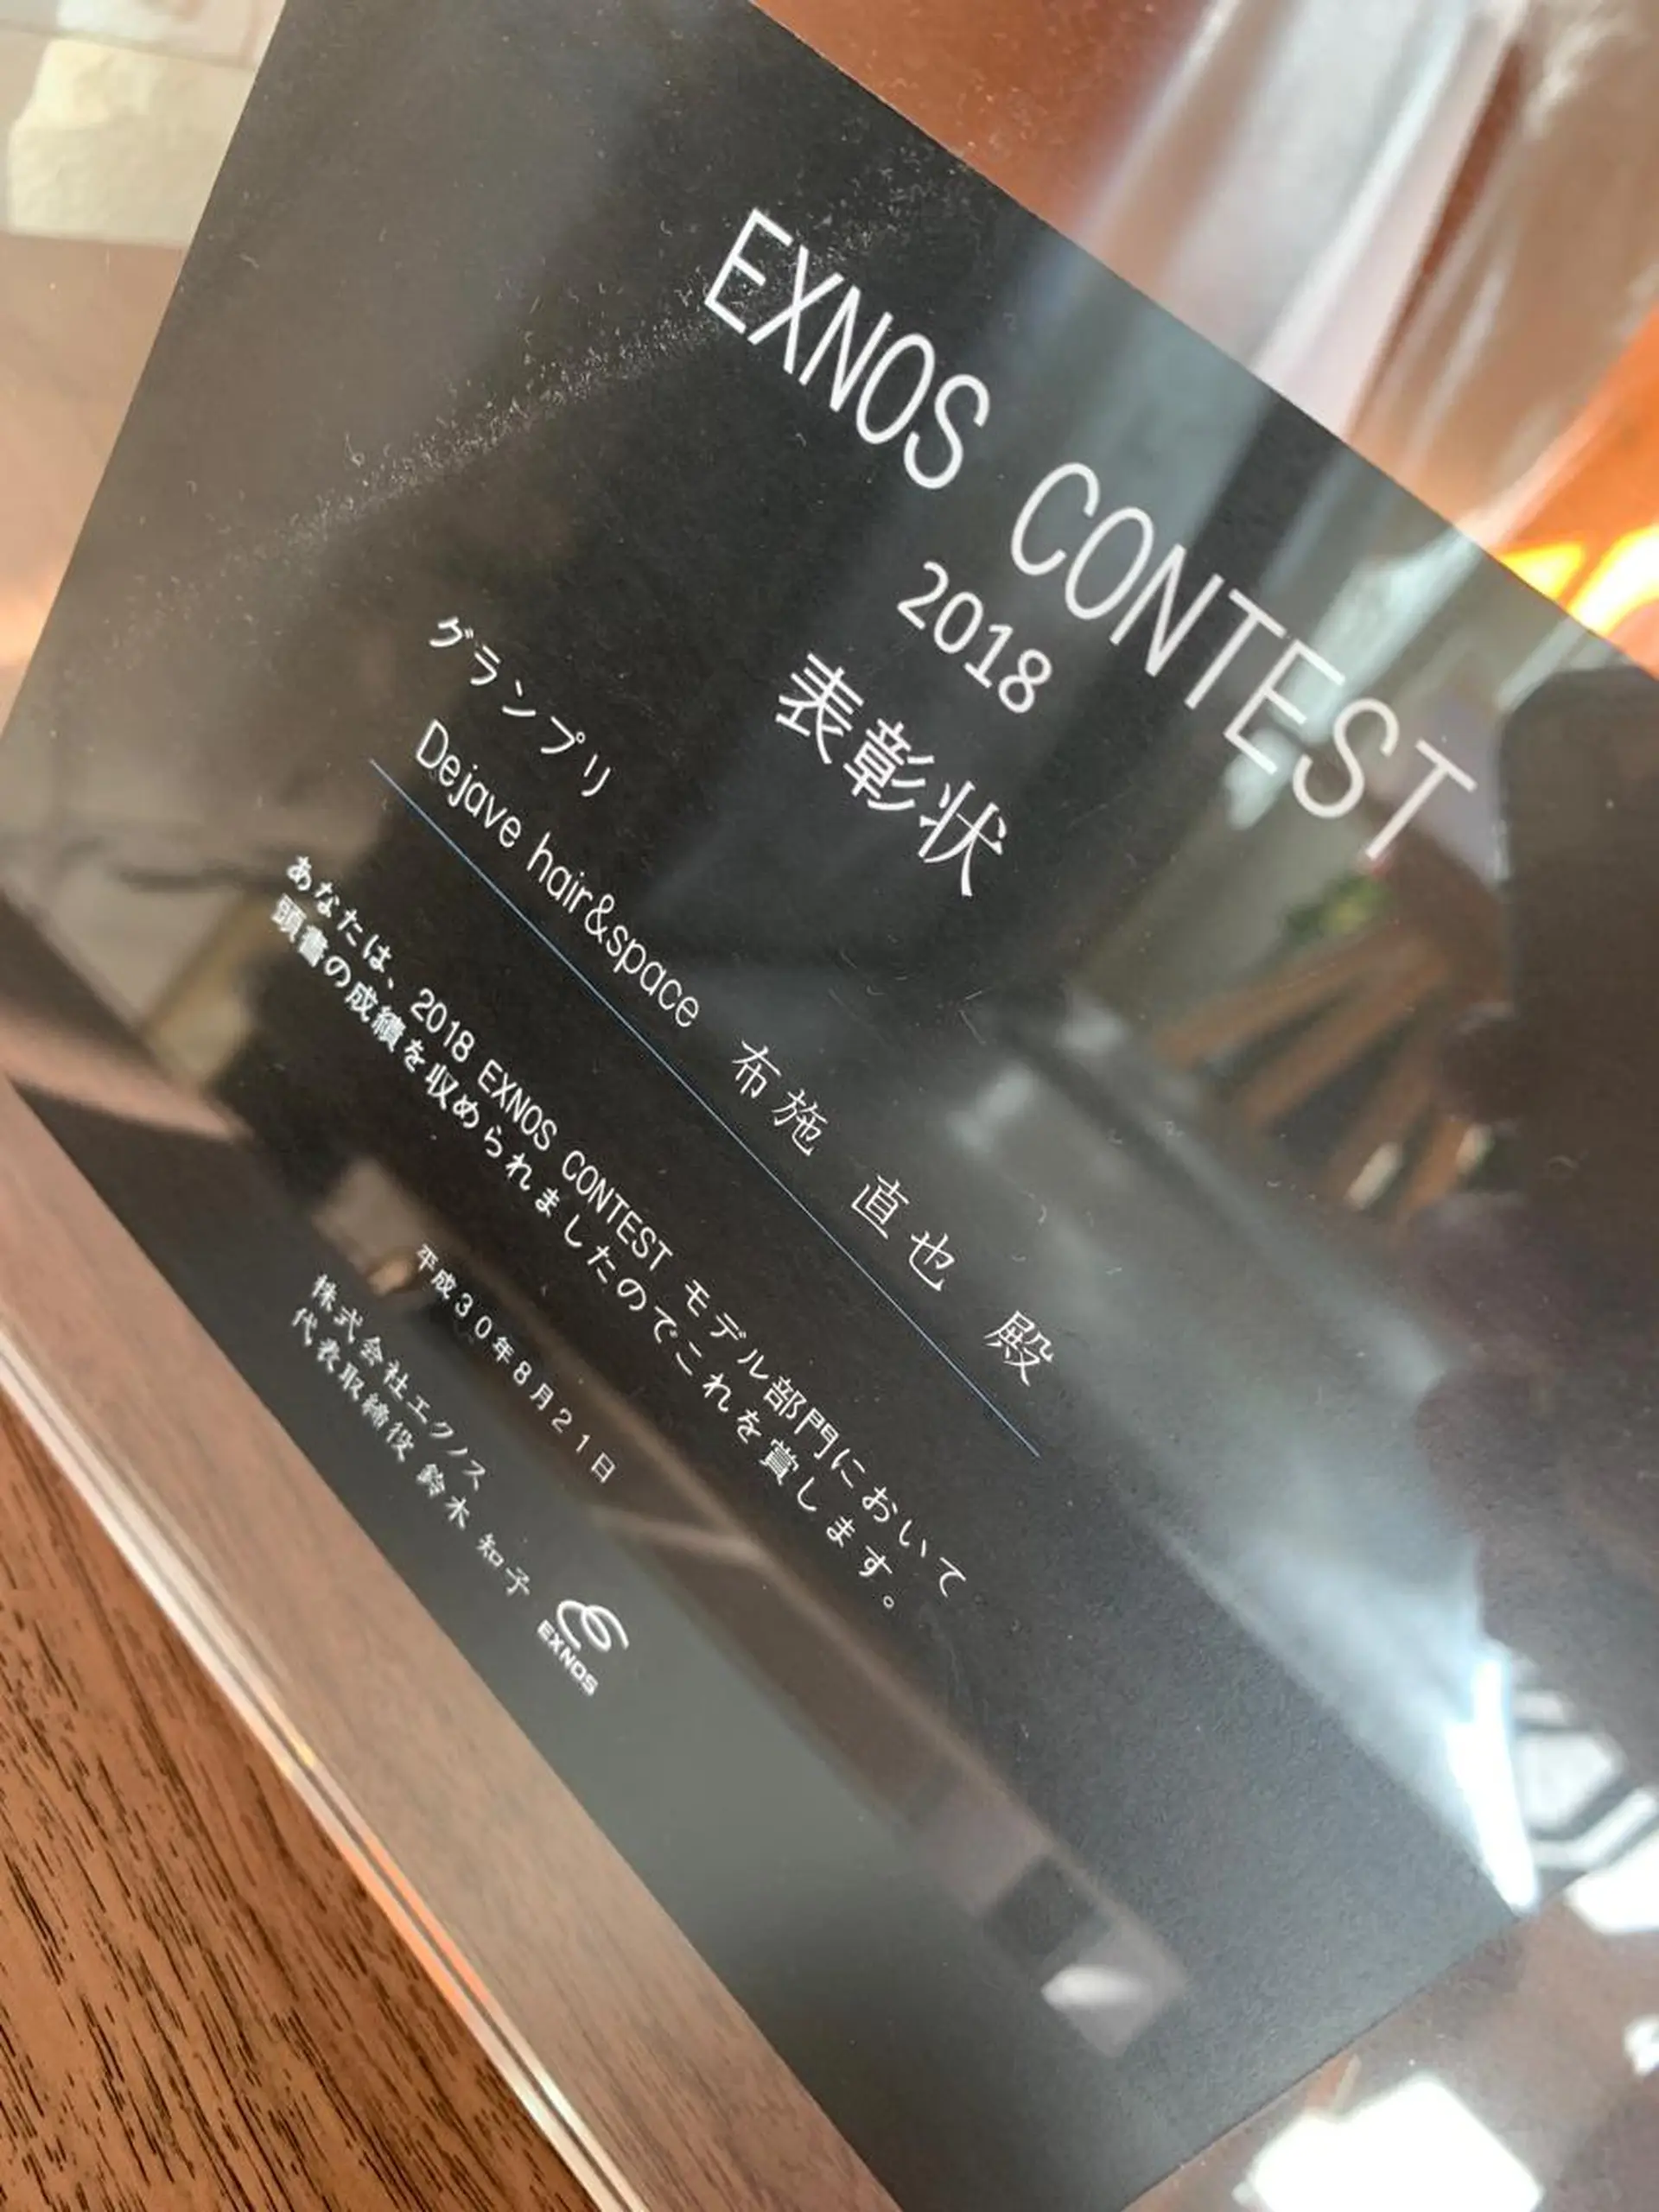 EXNOS CONTEST
2018
表彰状
グランプリ
Dejave hair&space 布施 直也 殿
あなたは、2018 EXNOS CONTEST モデル部門において
頭書の成績を収められましたのでこれを賞します。
平成30年8月21日
株式会社エクノス
代表取締役 鈴木 知子
EXNOS